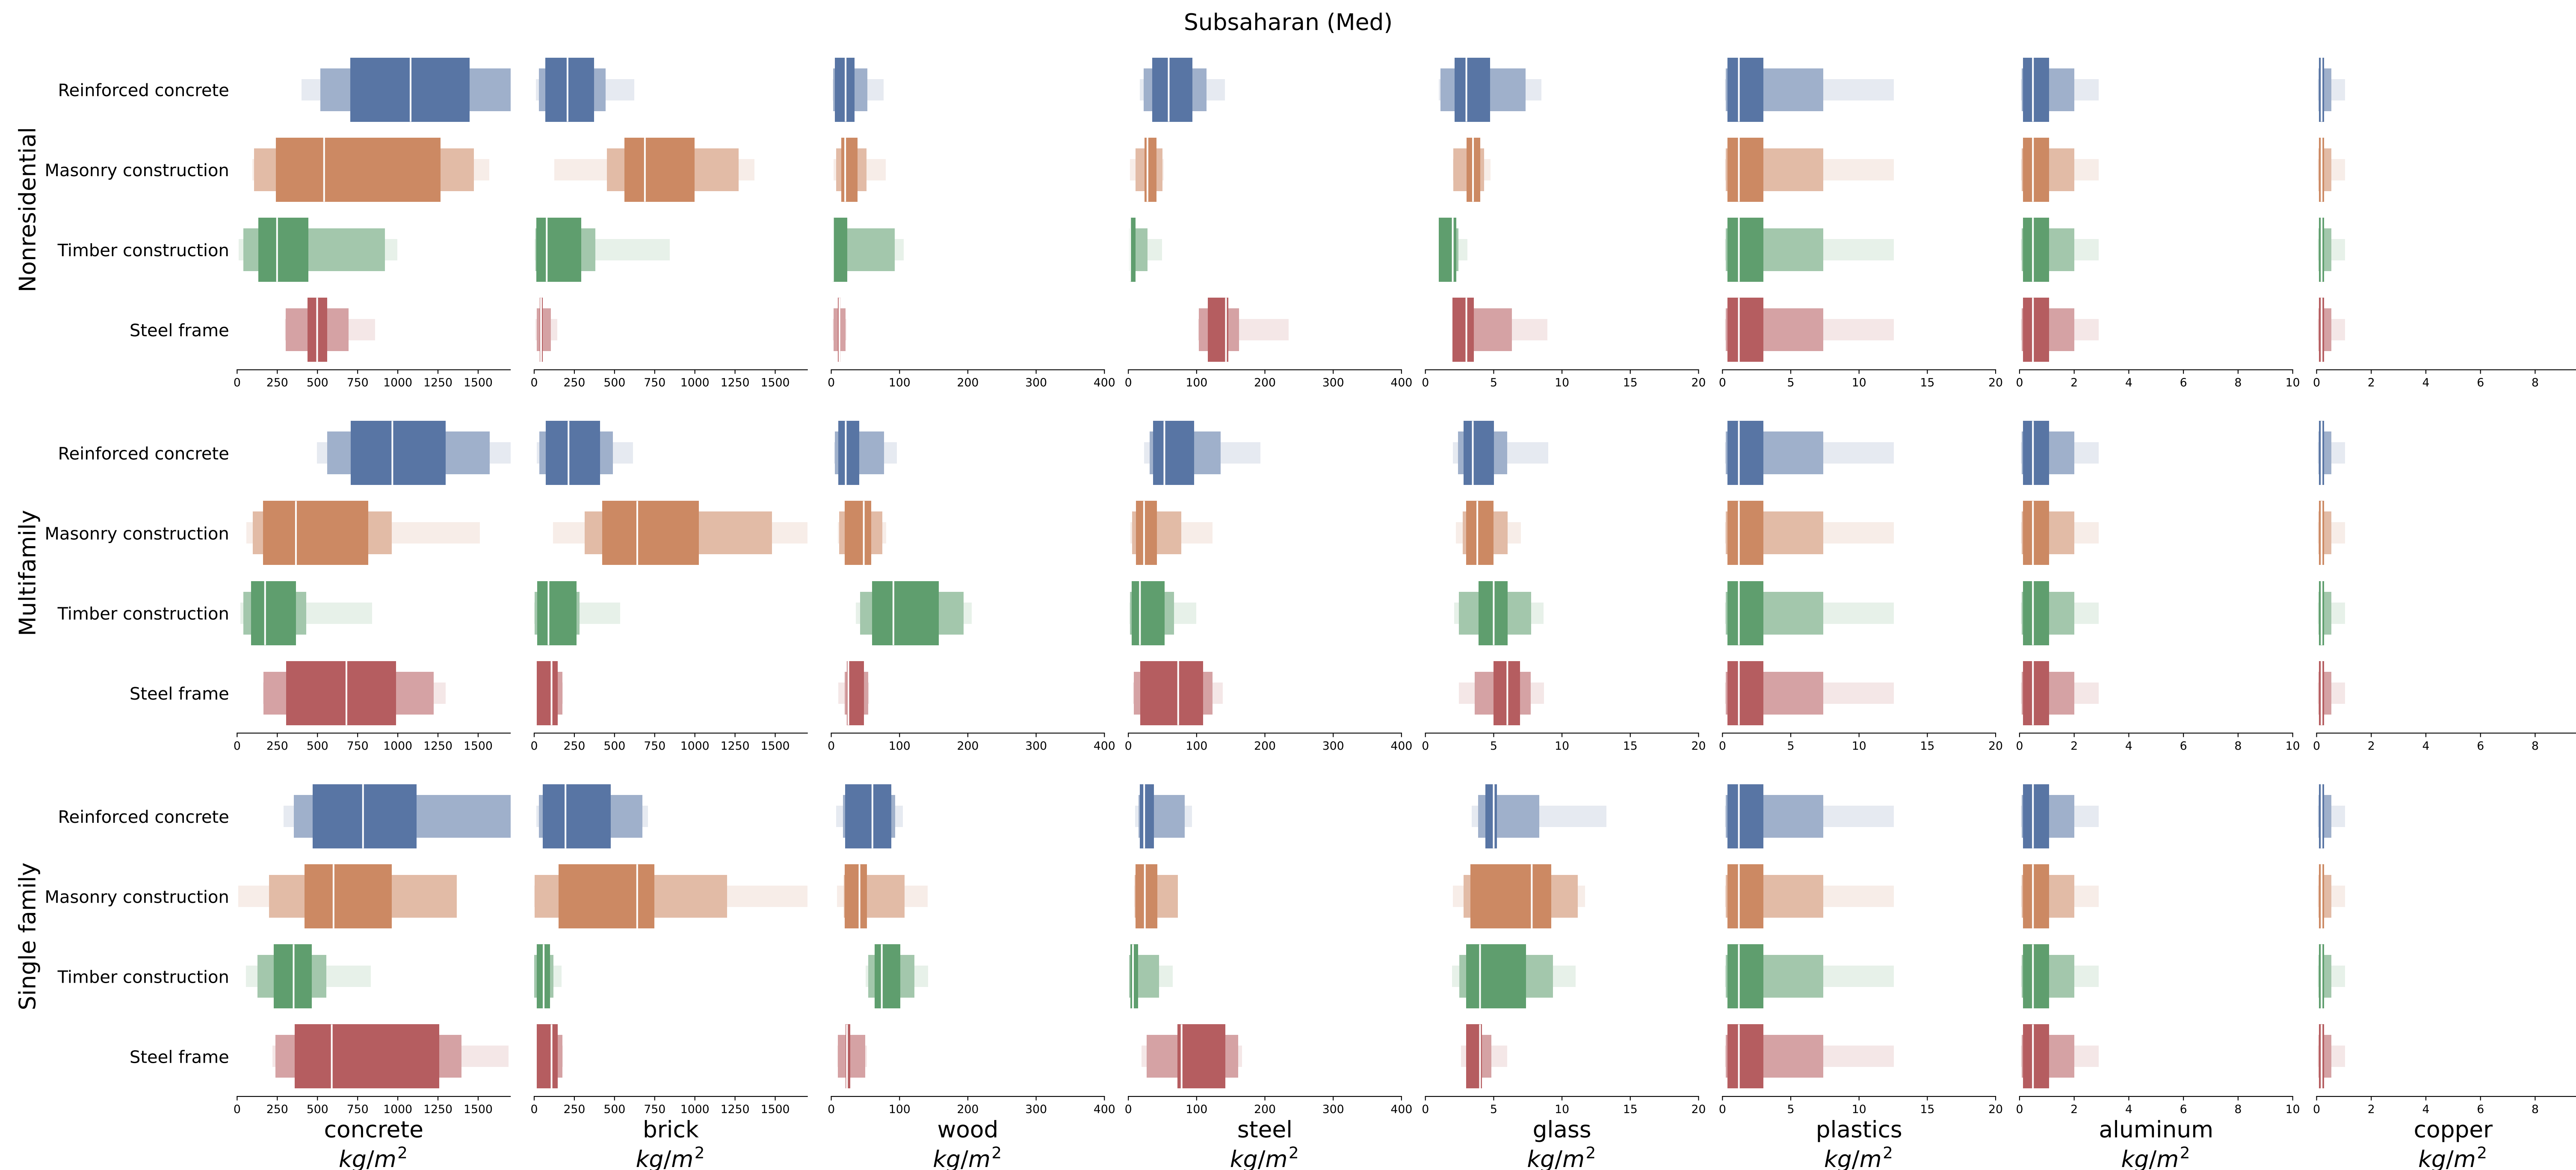 Subsaharan (Med)
Nonresidential
Reinforced concrete
Masonry construction
Timber construction
Steel frame
0 250 500 750 1000 1250 1500
0 250 500 750 1000 1250 1500
0 100 200 300 400
0 100 200 300 400
0 5 10 15 20
0 5 10 15 20
0 2 4 6 8 10
0 2 4 6 8
Multifamily
Reinforced concrete
Masonry construction
Timber construction
Steel frame
0 250 500 750 1000 1250 1500
0 250 500 750 1000 1250 1500
0 100 200 300 400
0 100 200 300 400
0 5 10 15 20
0 5 10 15 20
0 2 4 6 8 10
0 2 4 6 8
Single family
Reinforced concrete
Masonry construction
Timber construction
Steel frame
0 250 500 750 1000 1250 1500
0 250 500 750 1000 1250 1500
0 100 200 300 400
0 100 200 300 400
0 5 10 15 20
0 5 10 15 20
0 2 4 6 8 10
0 2 4 6 8
concrete
kg/m²
brick
kg/m²
wood
kg/m²
steel
kg/m²
glass
kg/m²
plastics
kg/m²
aluminum
kg/m²
copper
kg/m²